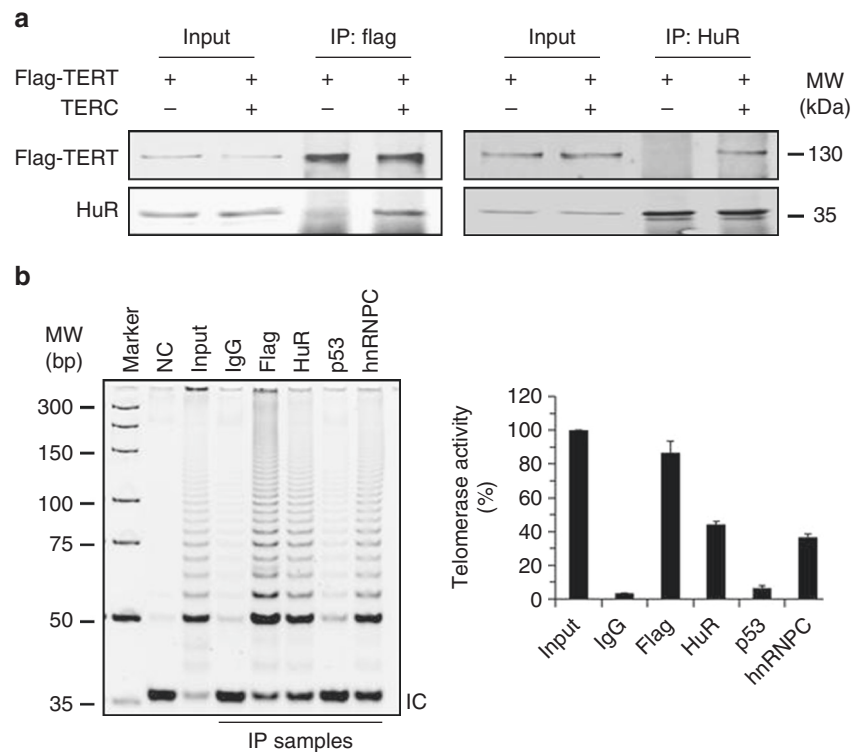 a
Input IP: flag Input IP: HuR
Flag-TERT + + + + + + + + MW
TERC – + – + – + – + (kDa)
Flag-TERT 130
HuR 35
b
MW
(bp)
Marker NC Input IgG Flag HuR p53 hnRNPC
300
150
100
75
50
35
IC
IP samples
Telomerase activity
(%)
120
100
80
60
40
20
0
Input IgG Flag HuR p53 hnRNPC